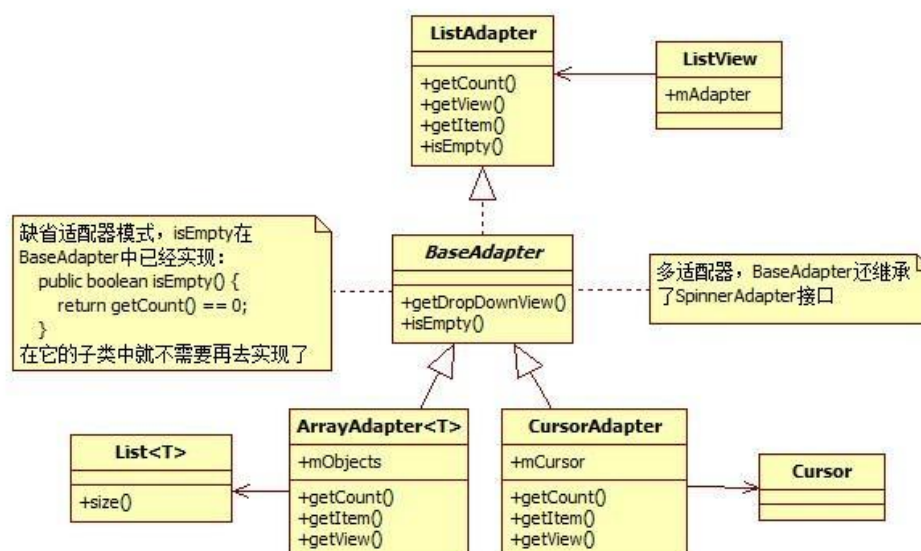 ListAdapter
+getCount()
+getView()
+getItem()
+isEmpty()
ListView
+mAdapter
缺省适配器模式，isEmpty在
BaseAdapter中已经实现：
public boolean isEmpty() {
return getCount() == 0;
}
在它的子类中就不需要再去实现了
BaseAdapter
+getDropDownView()
+isEmpty()
多适配器，BaseAdapter还继承
了SpinnerAdapter接口
List<T>
+size()
ArrayAdapter<T>
+mObjects
+getCount()
+getItem()
+getView()
CursorAdapter
+mCursor
+getCount()
+getItem()
+getView()
Cursor